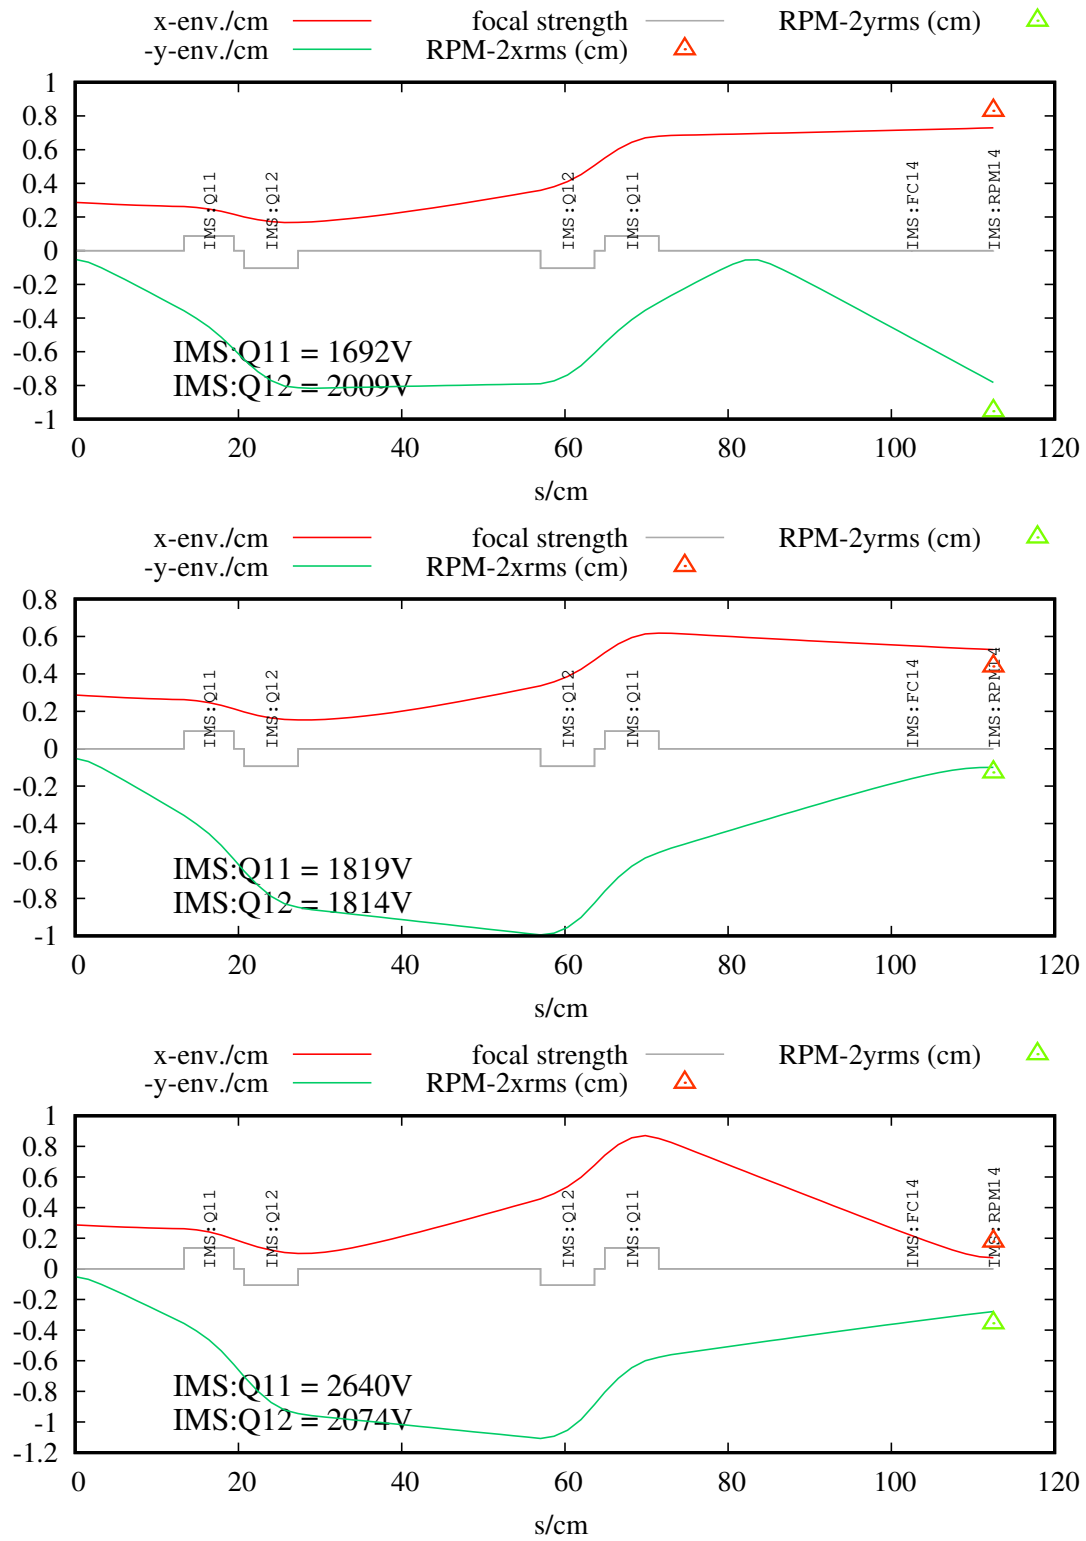 x-env./cm focal strength RPM-2yrms (cm)
-y-env./cm RPM-2xrms (cm)
1
0.8
0.6
0.4
0.2
0
-0.2
-0.4
-0.6
-0.8
-1
IMS:Q11
IMS:Q12
IMS:Q12
IMS:Q11
IMS:FC14
IMS:RPM14
IMS:Q11 = 1692V
IMS:Q12 = 2009V
0 20 40 60 80 100 120
s/cm
x-env./cm focal strength RPM-2yrms (cm)
-y-env./cm RPM-2xrms (cm)
0.8
0.6
0.4
0.2
0
-0.2
-0.4
-0.6
-0.8
-1
IMS:Q11
IMS:Q12
IMS:Q12
IMS:Q11
IMS:FC14
IMS:RPM14
IMS:Q11 = 1819V
IMS:Q12 = 1814V
0 20 40 60 80 100 120
s/cm
x-env./cm focal strength RPM-2yrms (cm)
-y-env./cm RPM-2xrms (cm)
1
0.8
0.6
0.4
0.2
0
-0.2
-0.4
-0.6
-0.8
-1
-1.2
IMS:Q11
IMS:Q12
IMS:Q12
IMS:Q11
IMS:FC14
IMS:RPM14
IMS:Q11 = 2640V
IMS:Q12 = 2074V
0 20 40 60 80 100 120
s/cm